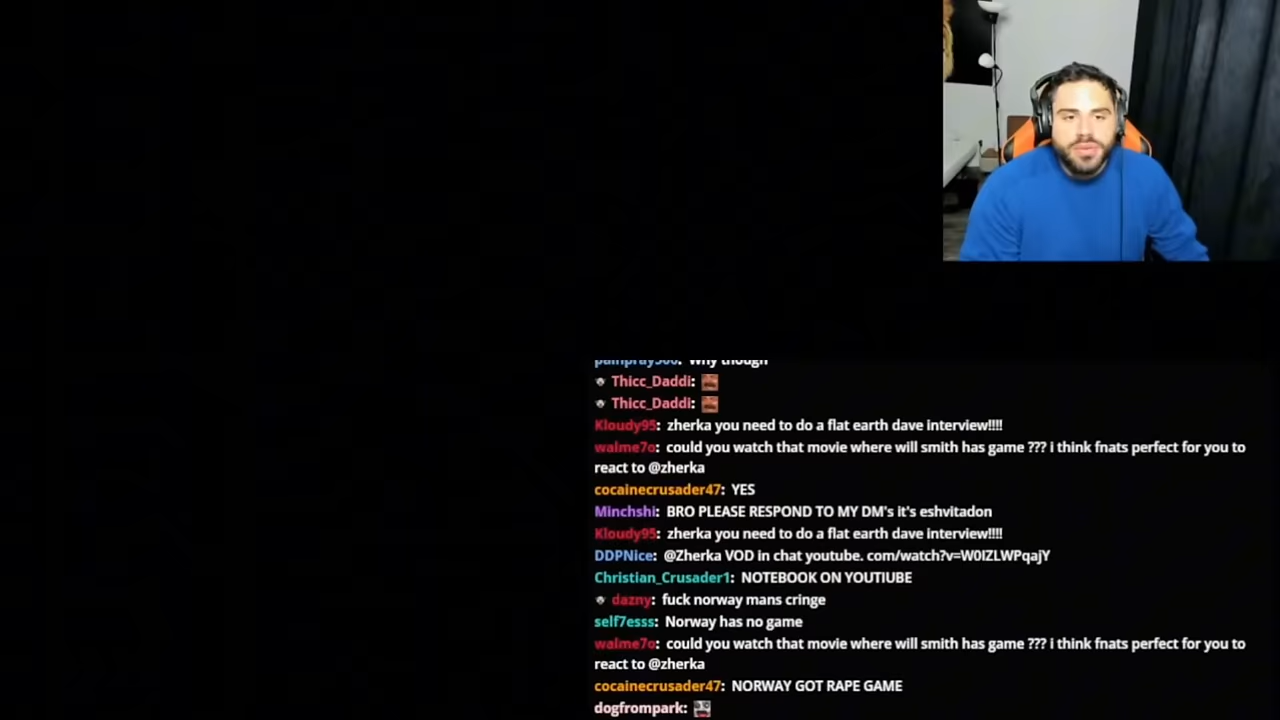 painpray500: Why though
Thicc_Daddi:
Thicc_Daddi:
Kloudy95: zherka you need to do a flat earth dave interview!!!!
walme7o: could you watch that movie where will smith has game ??? i think fnats perfect for you to
react to @zherka
cocainecrusader47: YES
Minchshi: BRO PLEASE RESPOND TO MY DM's it's eshvitadon
Kloudy95: zherka you need to do a flat earth dave interview!!!!
DDPNice: @Zherka VOD in chat youtube. com/watch?v=W0IZLWPqajY
Christian_Crusader1: NOTEBOOK ON YOUTIUBE
dazny: fuck norway mans cringe
self7esss: Norway has no game
walme7o: could you watch that movie where will smith has game ??? i think fnats perfect for you to
react to @zherka
cocainecrusader47: NORWAY GOT RAPE GAME
dogfrompark: